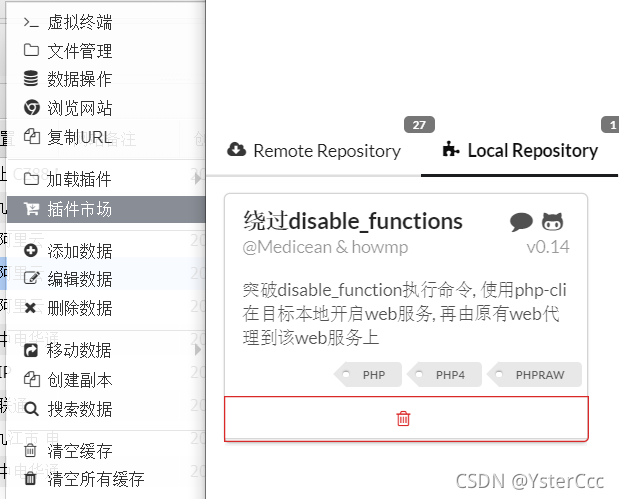 虚拟终端
文件管理
数据操作
浏览网站
复制URL
加载插件
插件市场
添加数据
编辑数据
删除数据
移动数据
创建副本
搜索数据
清空缓存
清空所有缓存
27
1
Remote Repository
Local Repository
绕过disable_functions
@Medicean & howmp
v0.14
突破disable_function执行命令, 使用php-cli
在目标本地开启web服务, 再由原有web代
理到该web服务上
PHP
PHP4
PHPRAW
CSDN @YsterCcc